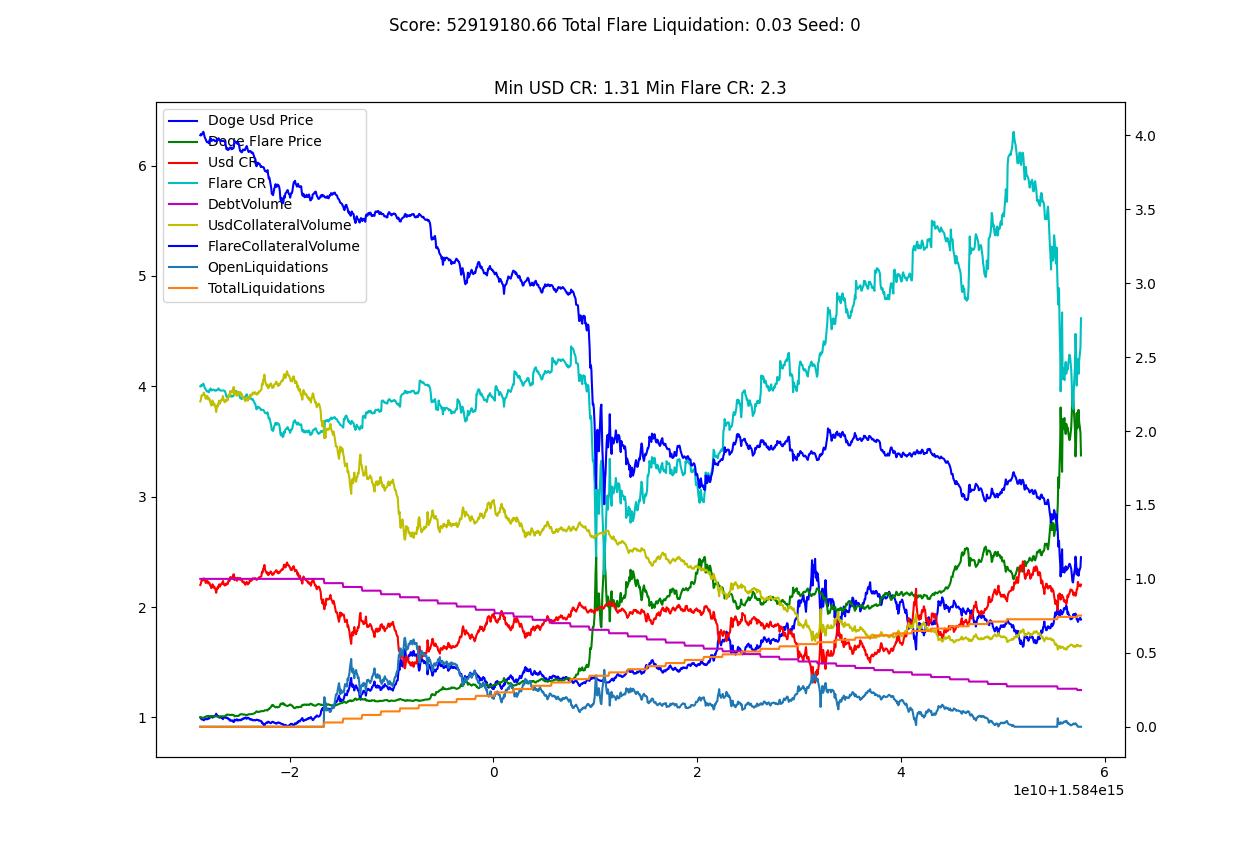 Score: 52919180.66 Total Flare Liquidation: 0.03 Seed: 0
Min USD CR: 1.31 Min Flare CR: 2.3
Doge Usd Price
Doge Flare Price
Usd CR
Flare CR
DebtVolume
UsdCollateralVolume
FlareCollateralVolume
OpenLiquidations
TotalLiquidations
6
5
4
3
2
1
4.0
3.5
3.0
2.5
2.0
1.5
1.0
0.5
0.0
−2
0
2
4
6
1e10+1.584e15